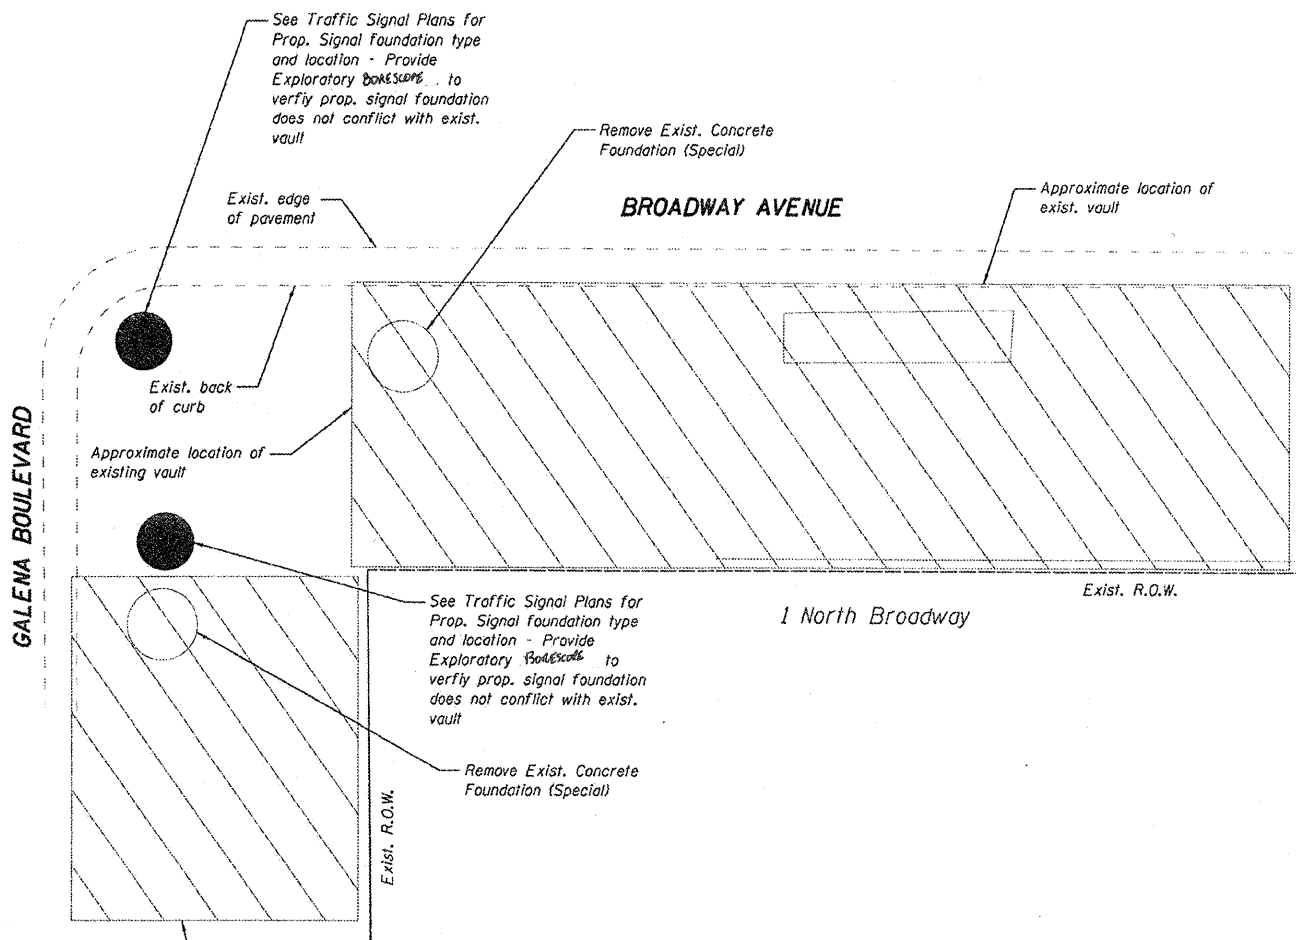 See Traffic Signal Plans for
Prop. Signal foundation type
and location - Provide
Exploratory BORESCOPE to
verfiy prop. signal foundation
does not conflict with exist.
vault
Remove Exist. Concrete
Foundation (Special)
Exist. edge
of pavement
BROADWAY AVENUE
Approximate location of
exist. vault
Exist. back
of curb
Approximate location of
existing vault
GALENA BOULEVARD
See Traffic Signal Plans for
Prop. Signal foundation type
and location - Provide
Exploratory BORESCOPE to
verfiy prop. signal foundation
does not conflict with exist.
vault
Exist. R.O.W.
1 North Broadway
Remove Exist. Concrete
Foundation (Special)
Exist. R.O.W.